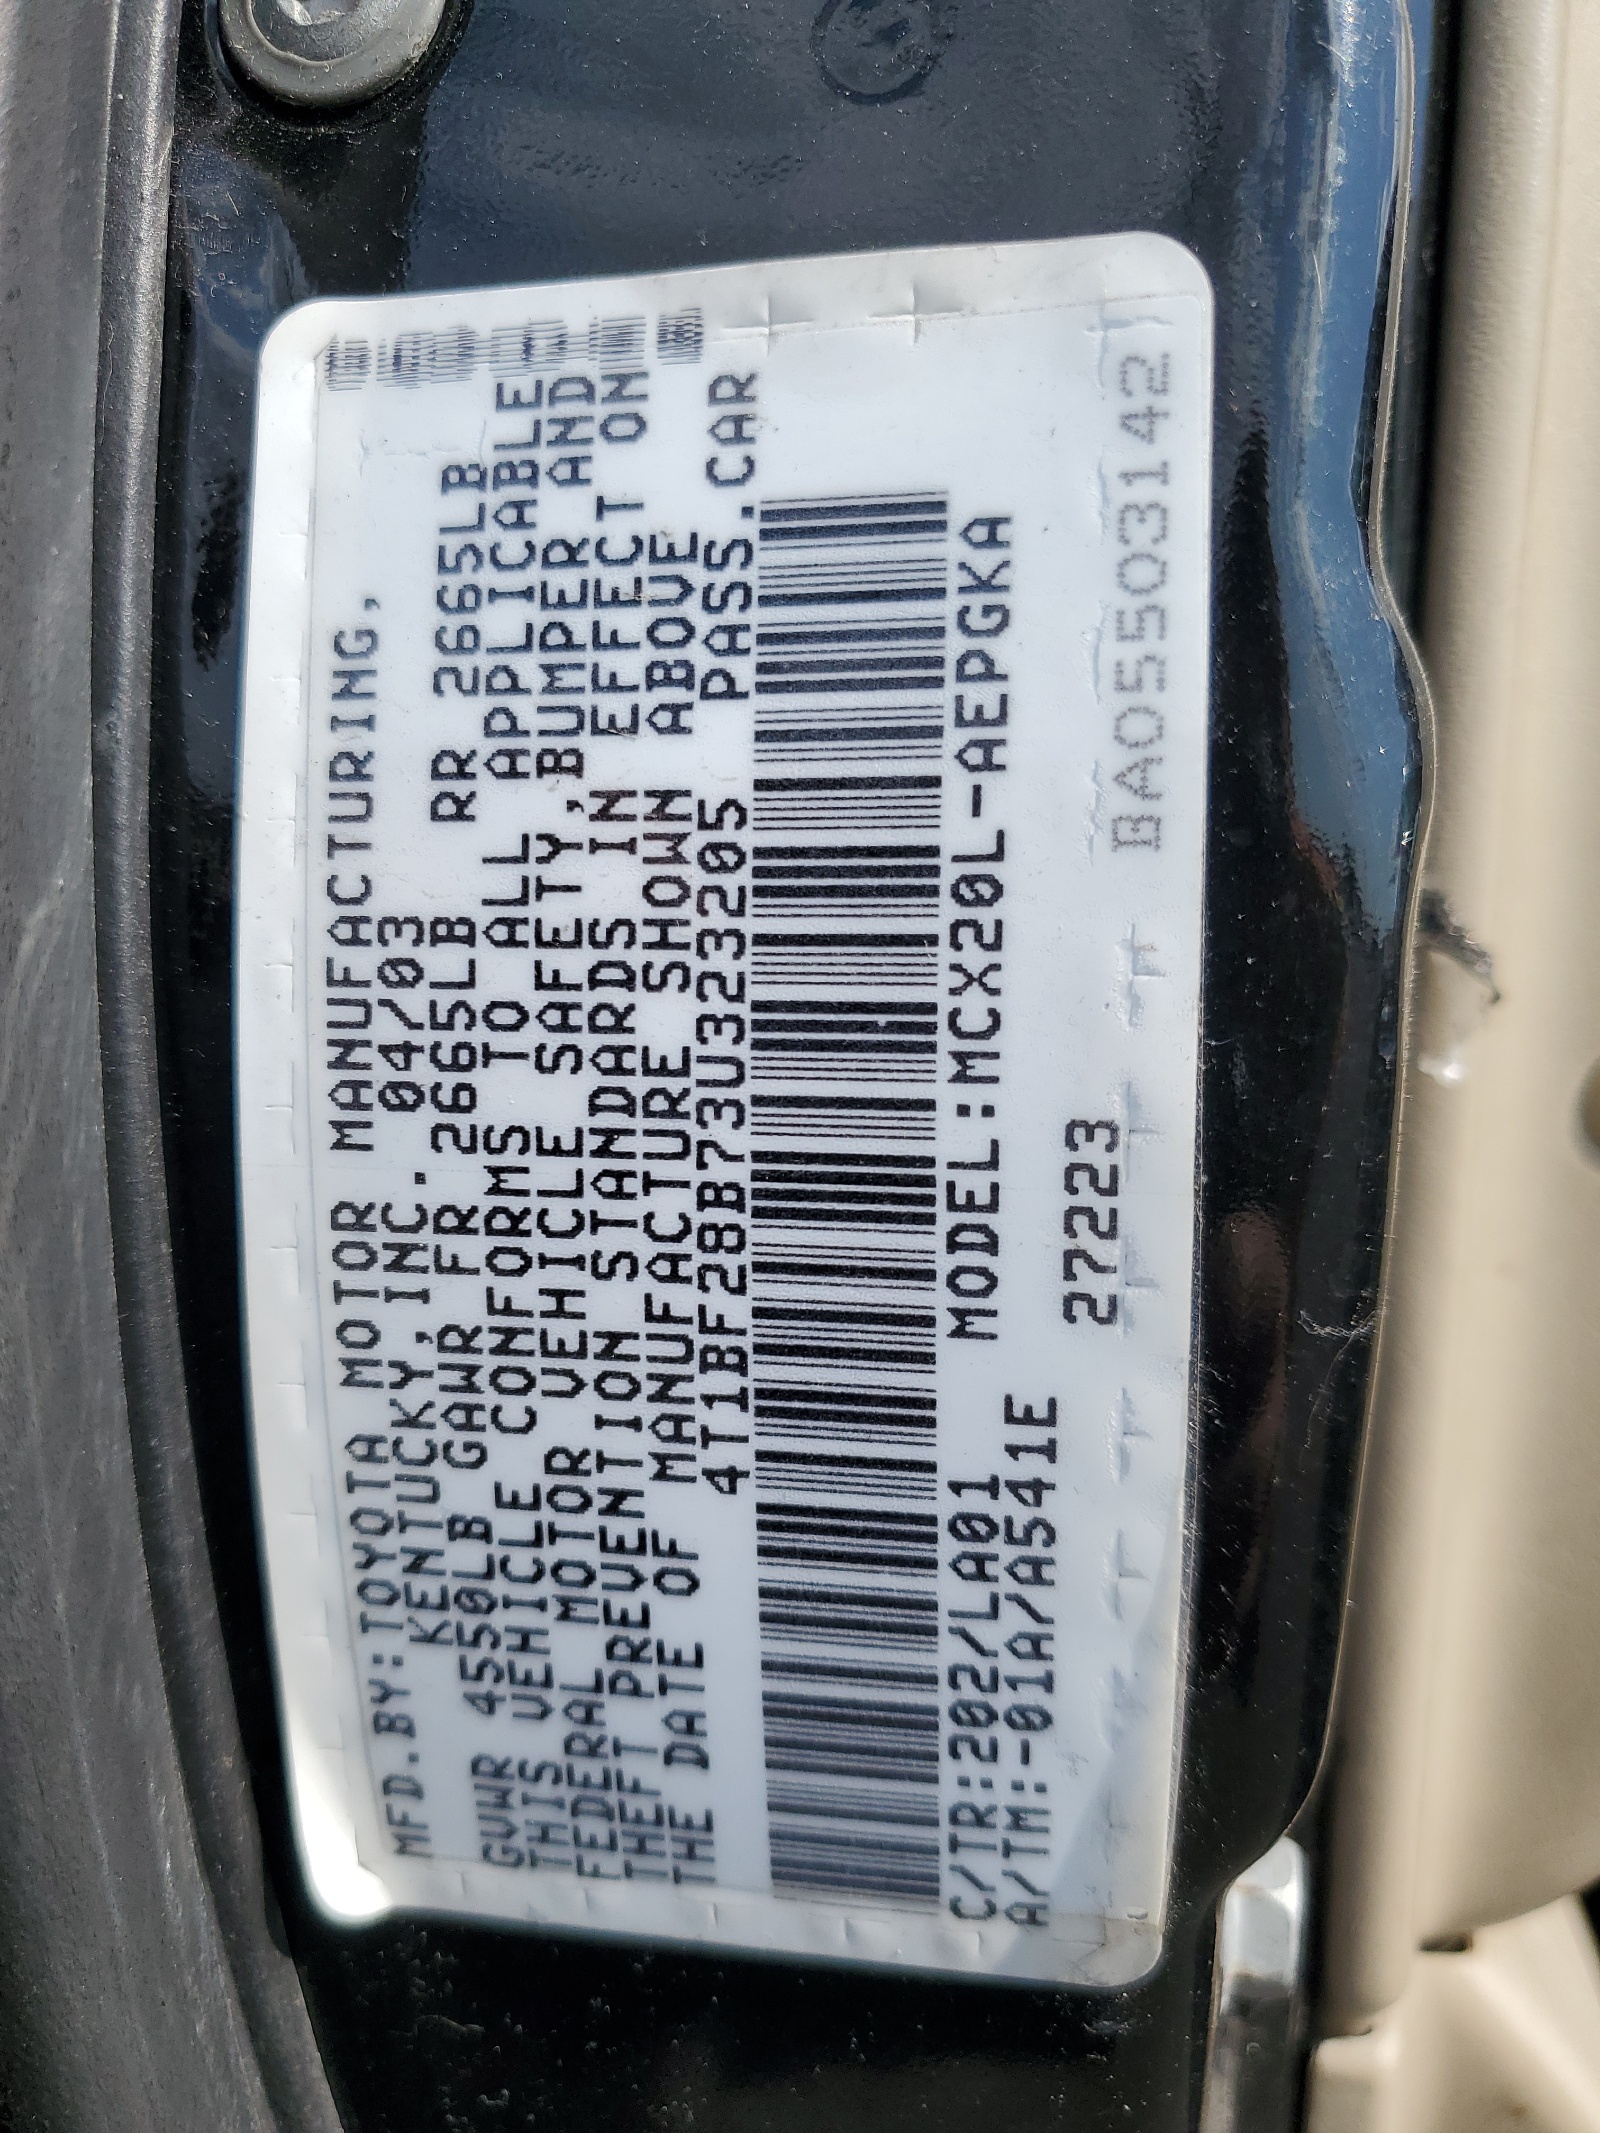 MFD.BY:TOYOTA MOTOR MANUFACTURING,
KENTUCKY,INC. 04/03
GVWR 4550LB GAWR FR 2665LB RR 2665LB
THIS VEHICLE CONFORMS TO ALL APPLICABLE
FEDERAL MOTOR VEHICLE SAFETY,BUMPER AND
THEFT PREVENTION STANDARDS IN EFFECT ON
THE DATE OF MANUFACTURE SHOWN ABOVE
4T1BF28B73U323205 PASS.CAR
C/TR:202/LA01 MODEL:MCX20L-AEPGKA
A/TM:-01A/A541E
27223
BA05503142